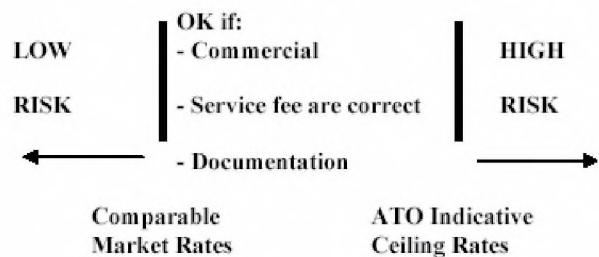 OK if:
LOW - Commercial HIGH
RISK - Service fee are correct RISK
- Documentation
Comparable ATO Indicative
Market Rates Ceiling Rates